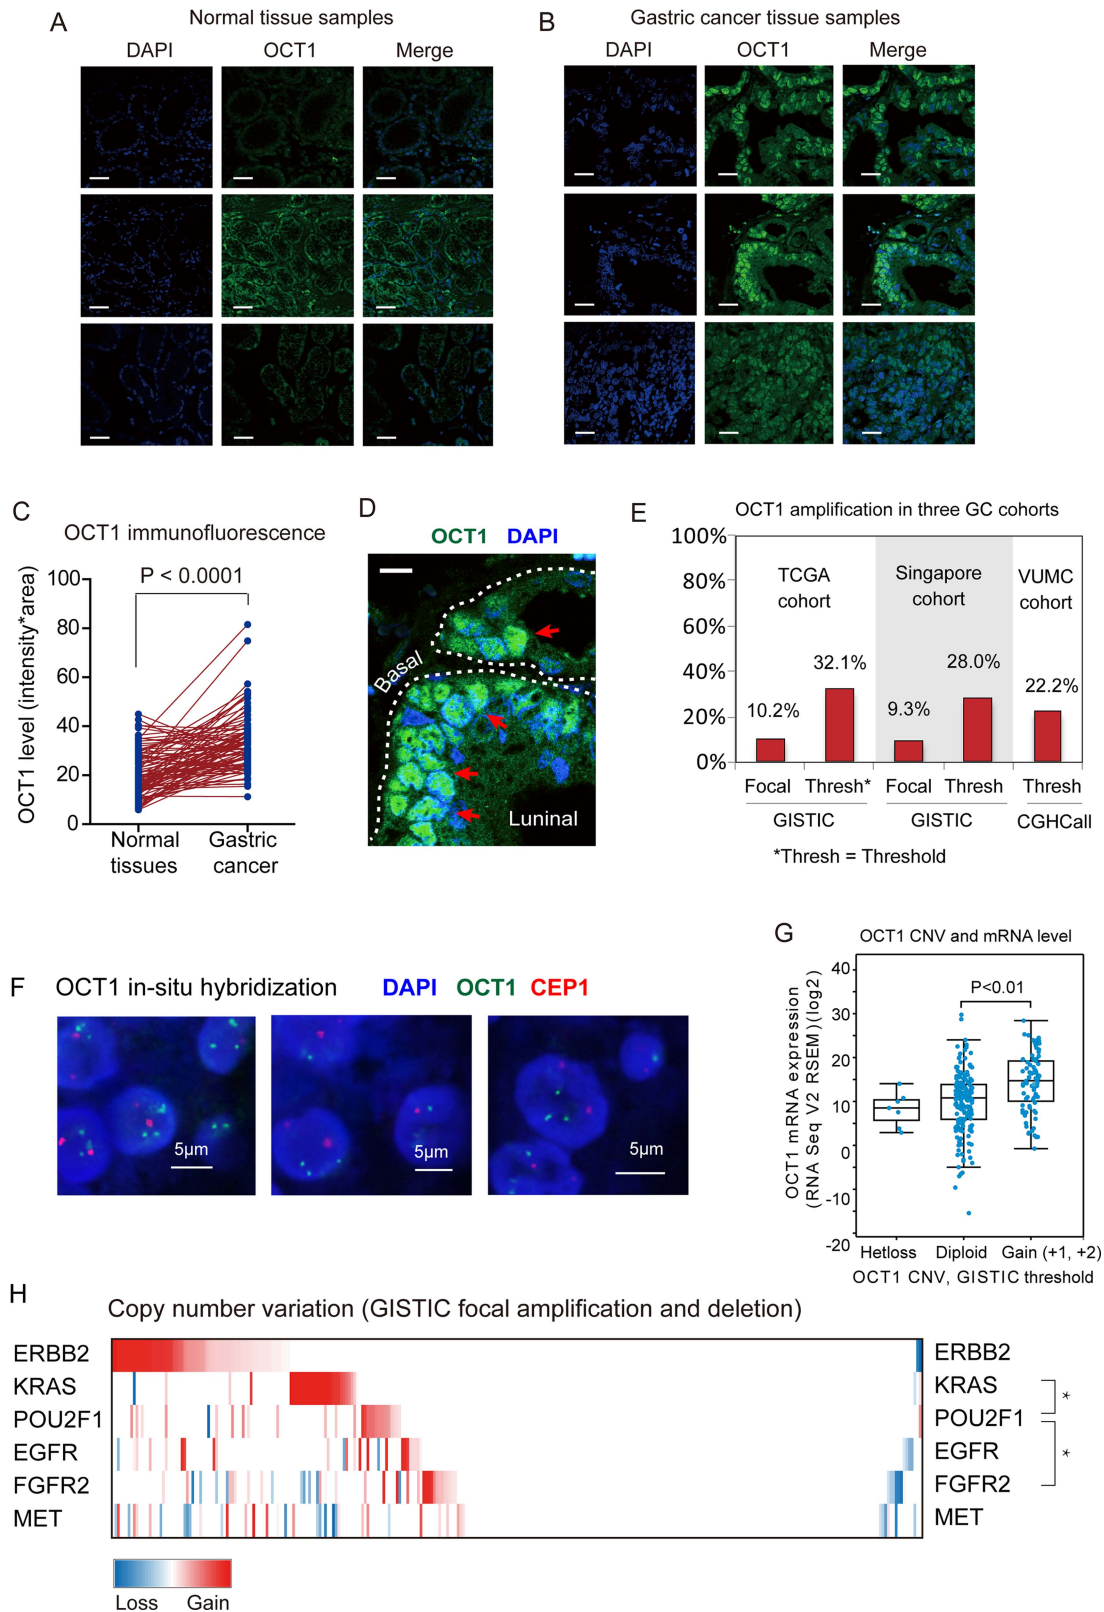 A
Normal tissue samples
DAPI OCT1 Merge
B
Gastric cancer tissue samples
DAPI OCT1 Merge
C
OCT1 immunofluorescence
P < 0.0001
OCT1 level (intensity*area)
100
80
60
40
20
0
Normal tissues
Gastric cancer
D
OCT1 DAPI
Basal
Luninal
E
OCT1 amplification in three GC cohorts
100%
80%
60%
40%
20%
0%
TCGA cohort
Singapore cohort
VUMC cohort
10.2%
32.1%
9.3%
28.0%
22.2%
Focal Thresh* Focal Thresh Thresh
GISTIC GISTIC CGHCall
*Thresh = Threshold
F
OCT1 in-situ hybridization DAPI OCT1 CEP1
5µm
5µm
5µm
G
OCT1 CNV and mRNA level
P<0.01
OCT1 mRNA expression
(RNA Seq V2 RSEM)(log2)
40
30
20
10
0
-10
-20
Hetloss Diploid Gain (+1, +2)
OCT1 CNV, GISTIC threshold
H
Copy number variation (GISTIC focal amplification and deletion)
ERBB2
KRAS
POU2F1
EGFR
FGFR2
MET
ERBB2
KRAS
POU2F1
EGFR
FGFR2
MET
*
*
Loss Gain